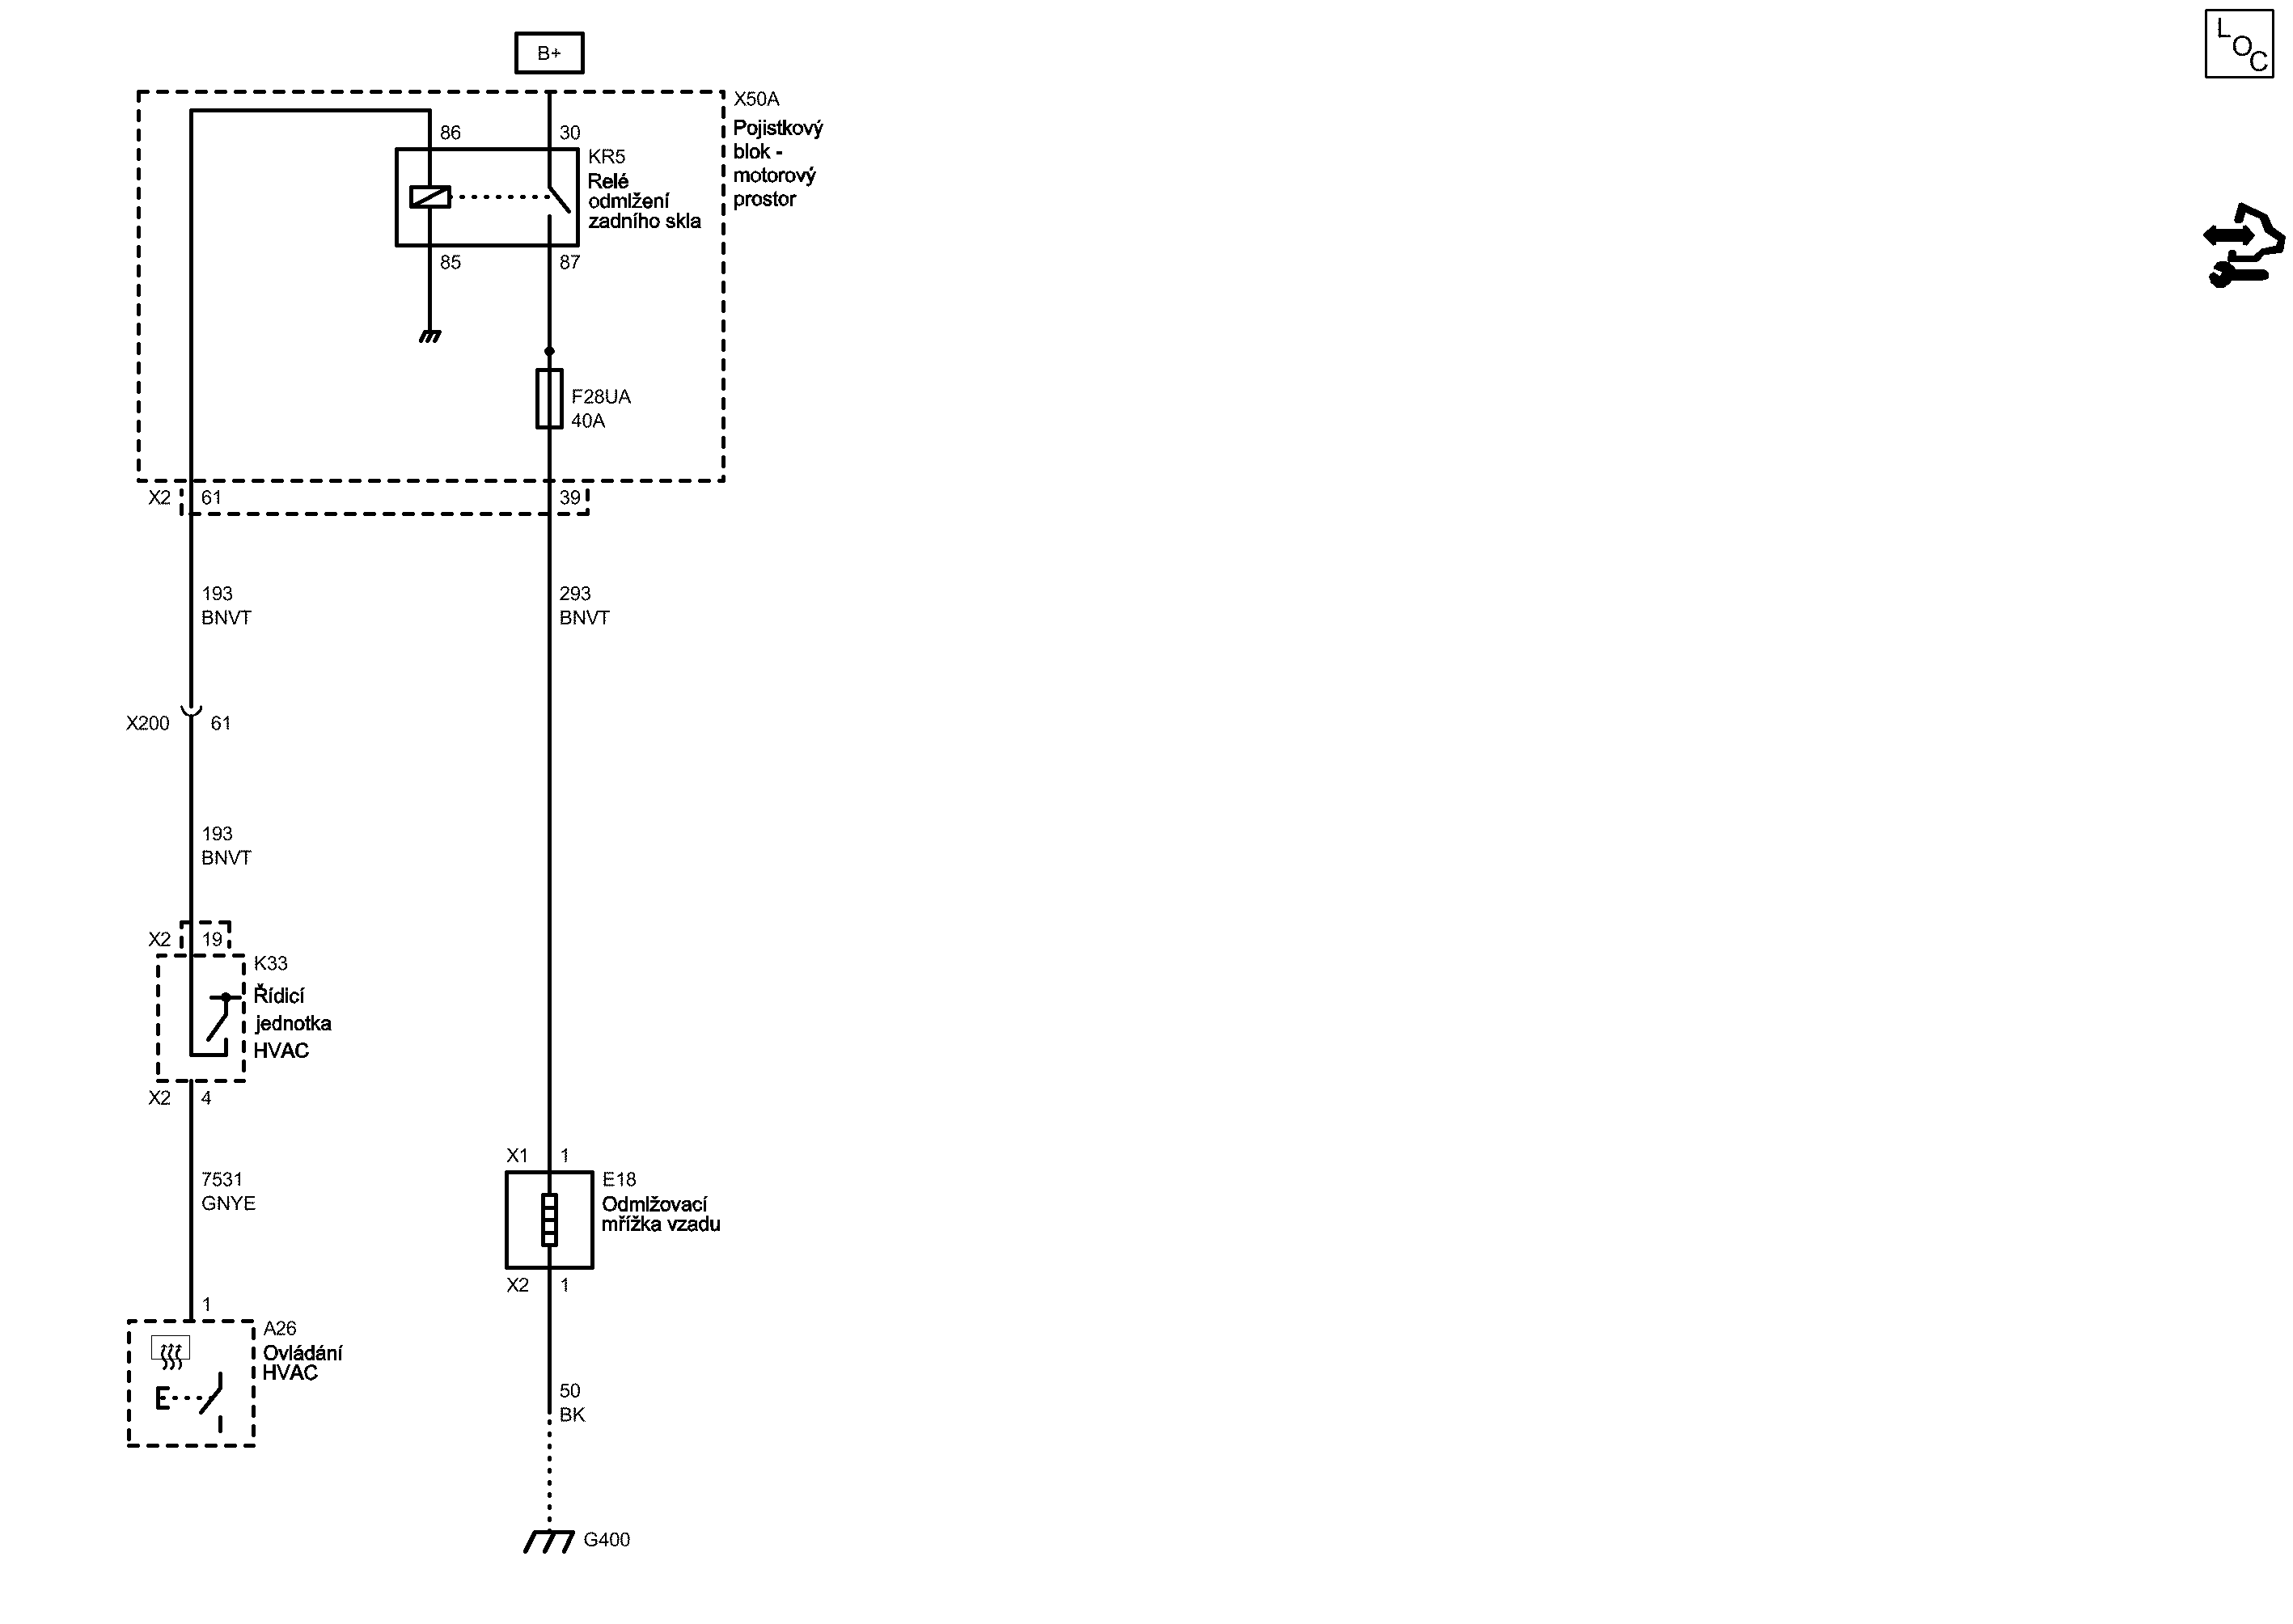 B+
LOC
X50A
Pojistkový
blok -
motorový
prostor
86
30
KR5
Relé
odmlžení
zadního skla
85
87
F28UA
40A
X2
61
39
193
BNVT
293
BNVT
X200
61
193
BNVT
X2
19
K33
Řídicí
jednotka
HVAC
X2
4
X1
1
7531
GNYE
E18
Odmlžovací
mřížka vzadu
X2
1
1
A26
Ovládání
HVAC
50
BK
G400